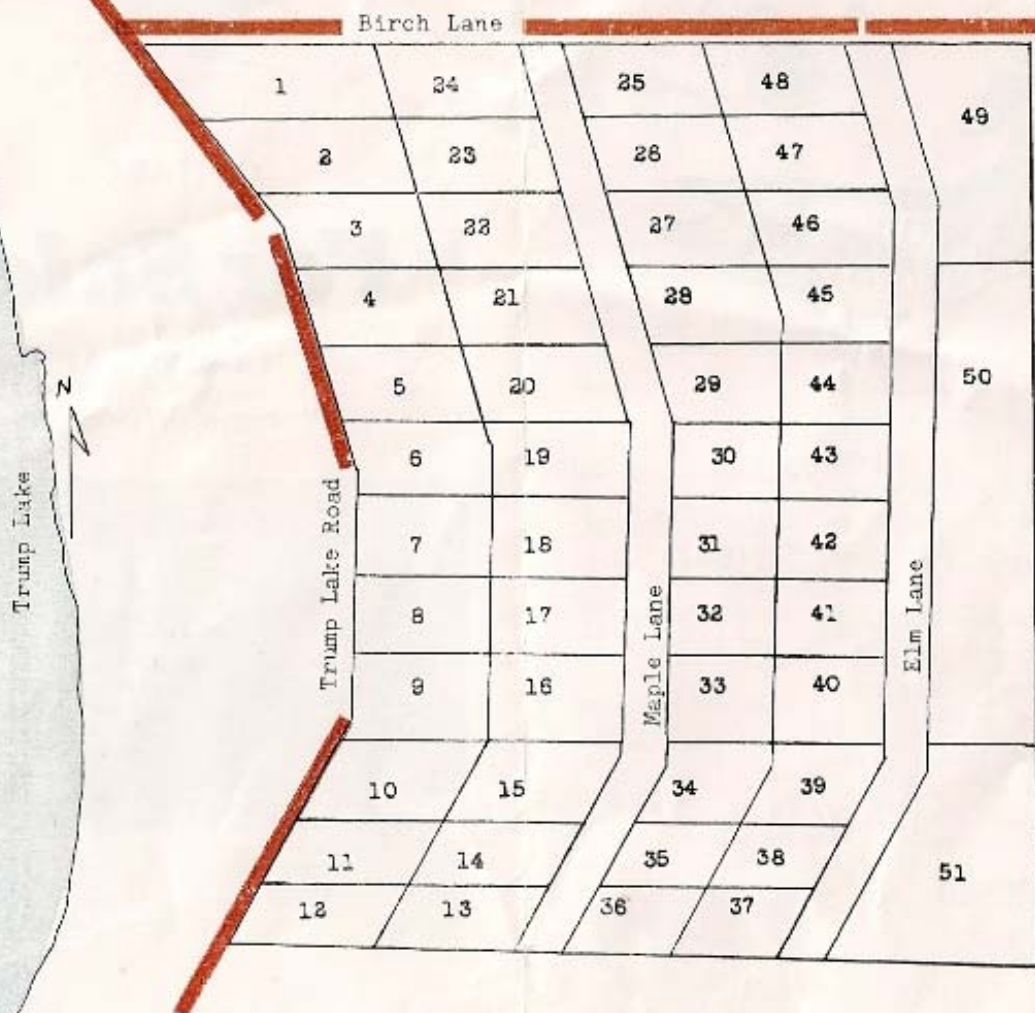 Birch Lane
1 24 25 48 49
2 23 26 47
3 22 27 46
4 21 28 45
5 20 29 44 50
6 19 30 43
7 18 31 42
8 17 32 41
9 16 33 40
10 15 34 39
11 14 35 38 51
12 13 36 37
N
Trump Lake
Trump Lake Road
Maple Lane
Elm Lane